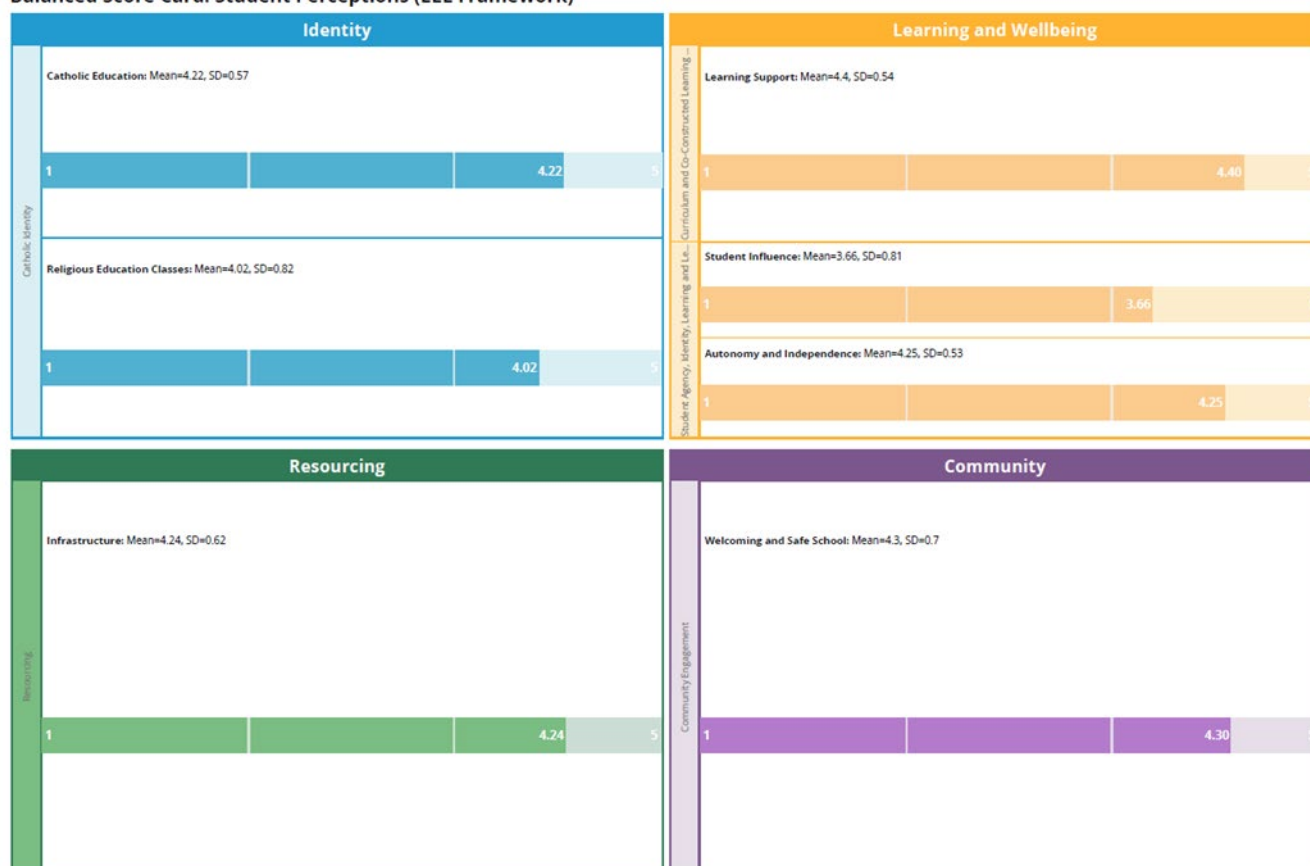 Identity
Catholic Identity
Catholic Education: Mean=4.22, SD=0.57
1 4.22 5
Religious Education Classes: Mean=4.02, SD=0.82
1 4.02 5
Learning and Wellbeing
Curriculum and Co-Constructed Learning ...
Learning Support: Mean=4.4, SD=0.54
1 4.40
Student Agency, Identity, Learning and Le...
Student Influence: Mean=3.66, SD=0.81
1 3.66
Autonomy and Independence: Mean=4.25, SD=0.53
1 4.25
Resourcing
Resourcing
Infrastructure: Mean=4.24, SD=0.62
1 4.24 5
Community
Community Engagement
Welcoming and Safe School: Mean=4.3, SD=0.7
1 4.30